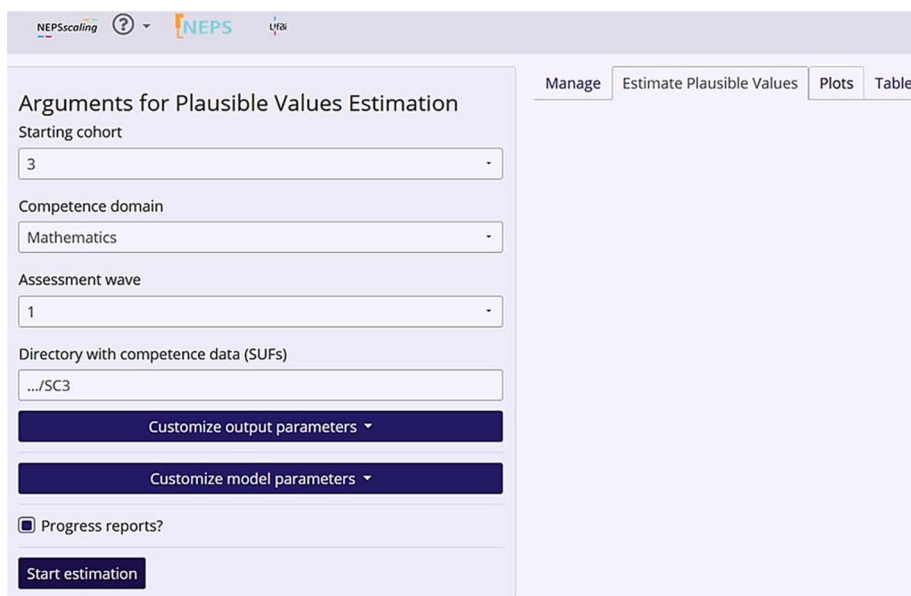 NEPSscaling ? NEPS LIfBi
Manage Estimate Plausible Values Plots Table
Arguments for Plausible Values Estimation
Starting cohort
3
Competence domain
Mathematics
Assessment wave
1
Directory with competence data (SUFs)
.../SC3
Customize output parameters
Customize model parameters
Progress reports?
Start estimation